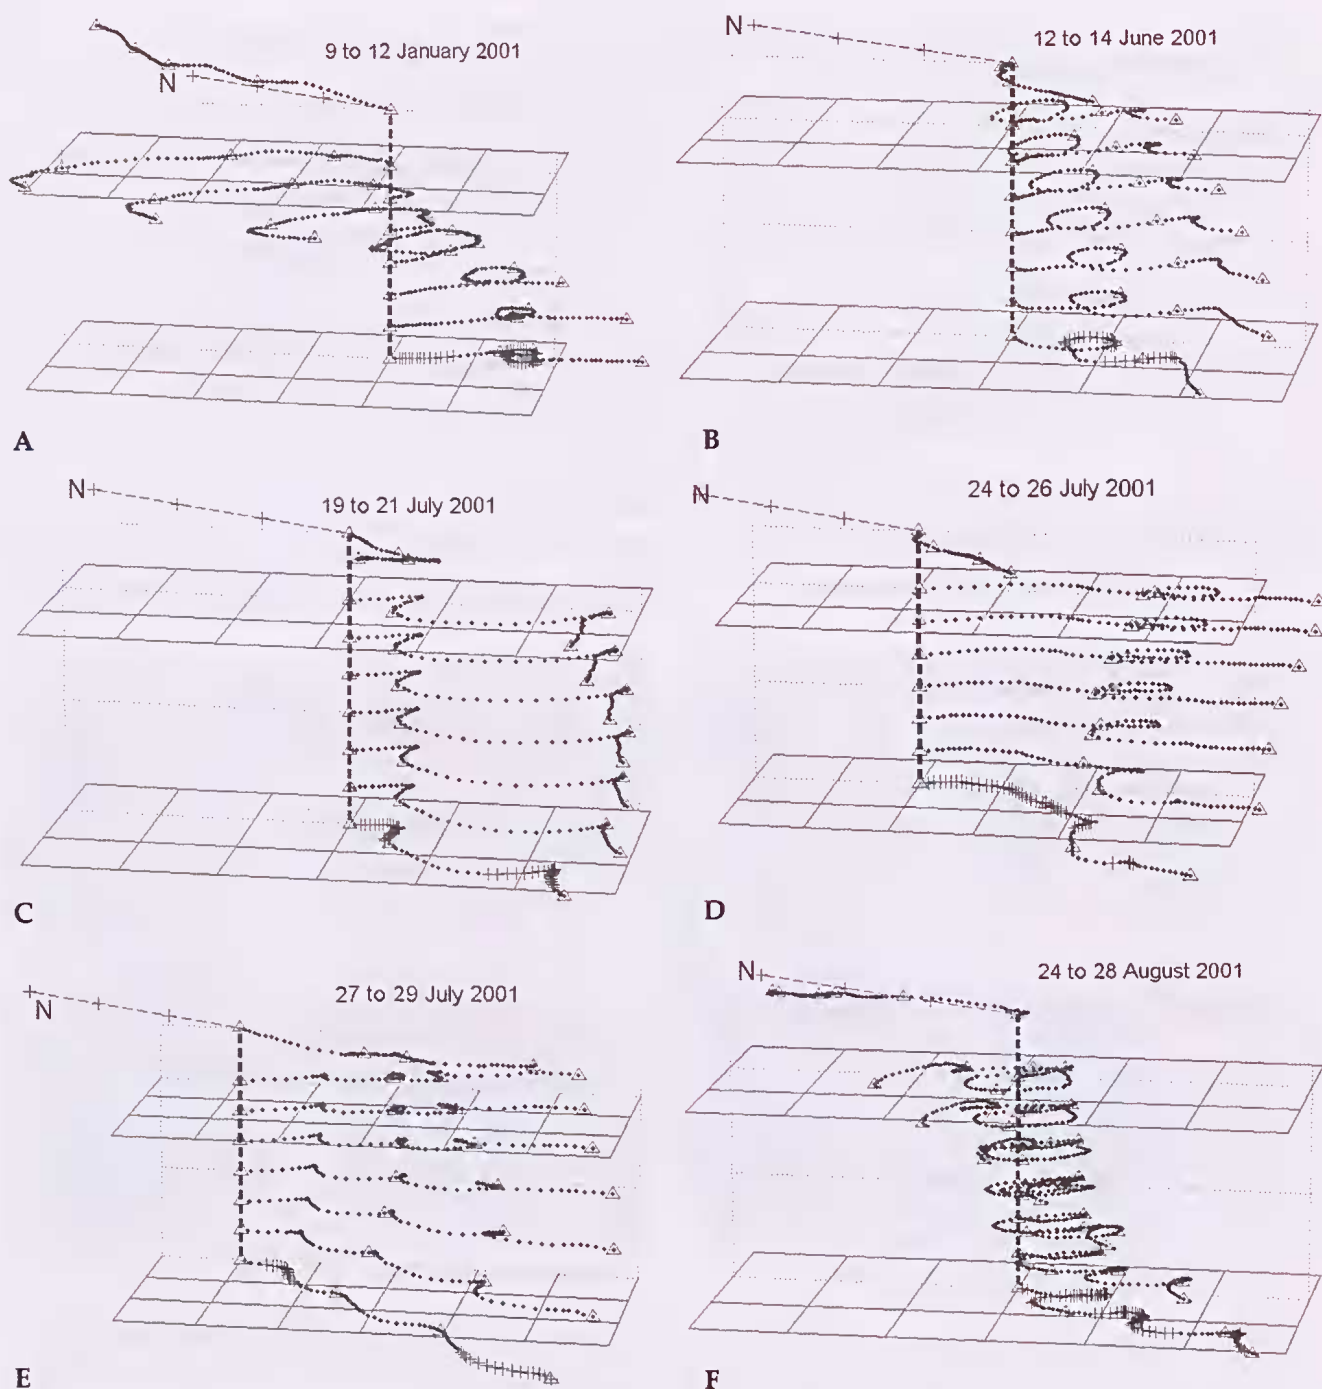 N
9 to 12 January 2001
A
N
12 to 14 June 2001
B
N
19 to 21 July 2001
C
N
24 to 26 July 2001
D
N
27 to 29 July 2001
E
N
24 to 28 August 2001
F